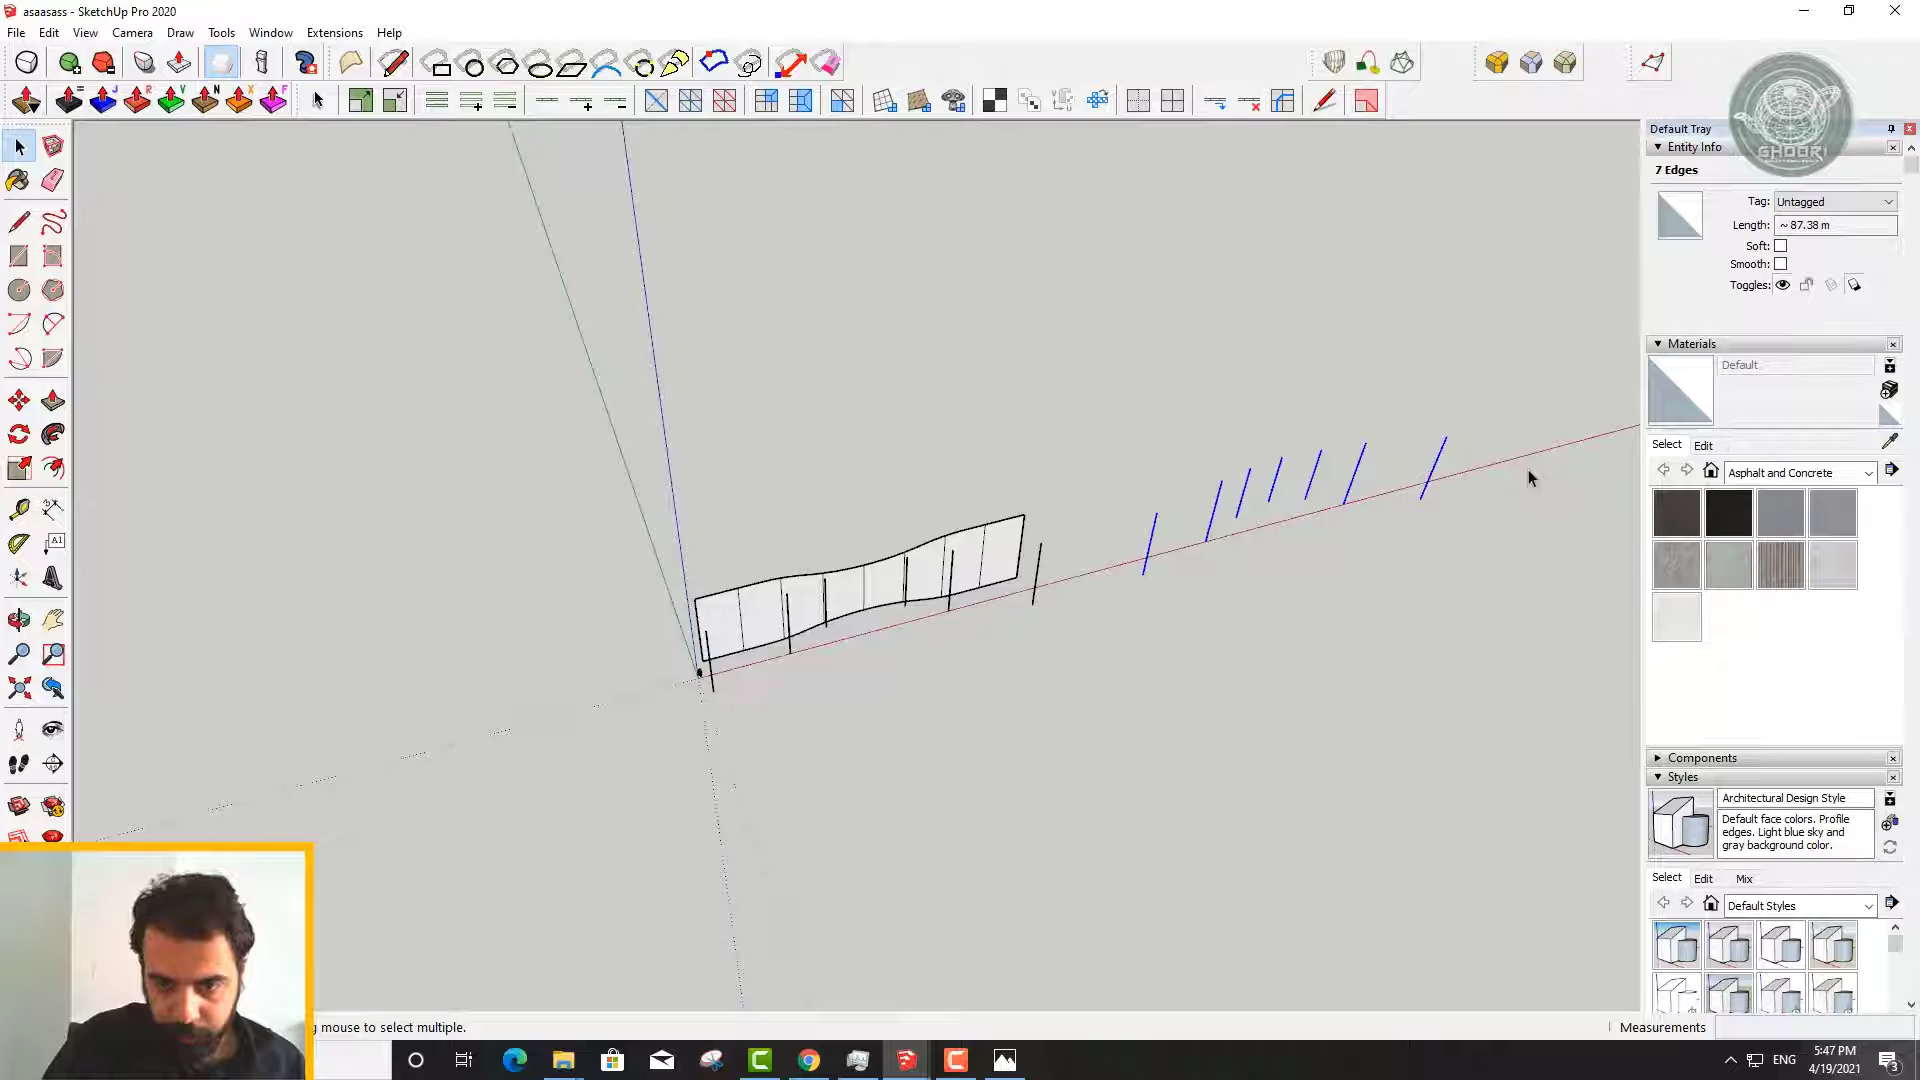 asaasass - SketchUp Pro 2020
File Edit View Camera Draw Tools Window Extensions Help
= J R V N X F
GHOORI
Default Tray
Entity Info
7 Edges
Tag: Untagged
Length: ~ 87.38 m
Soft:
Smooth:
Toggles:
Materials
Default
Select Edit
Asphalt and Concrete
A1
Components
Styles
Architectural Design Style
Default face colors. Profile
edges. Light blue sky and
gray background color.
Select Edit Mix
Default Styles
g mouse to select multiple.
Measurements
ENG
5:47 PM
4/19/2021
3